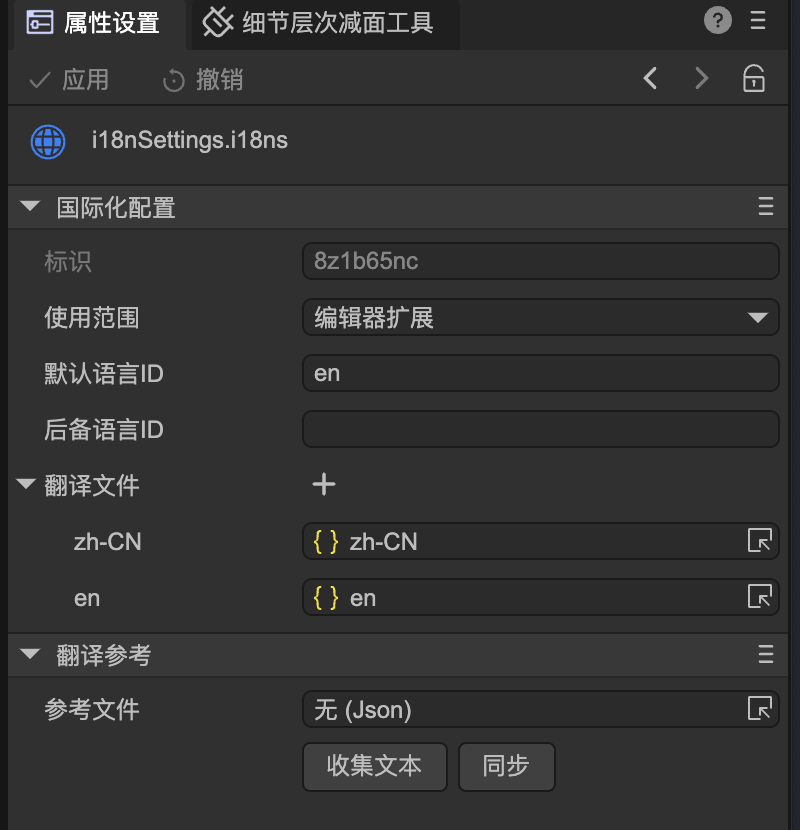 属性设置 细节层次减面工具 ?
应用 撤销
i18nSettings.i18ns
国际化配置
标识 8z1b65nc
使用范围 编辑器扩展
默认语言ID en
后备语言ID
翻译文件 +
zh-CN { } zh-CN
en { } en
翻译参考
参考文件 无 (Json)
收集文本 同步